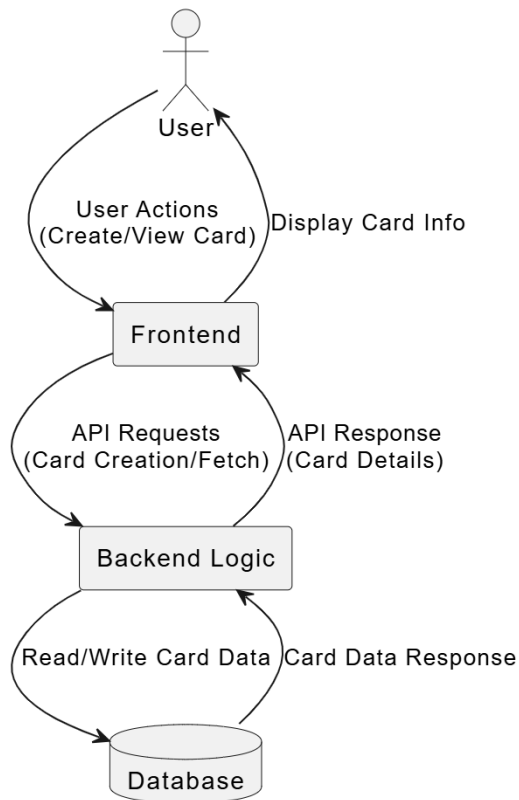 User
User Actions
(Create/View Card)
Display Card Info
Frontend
API Requests
(Card Creation/Fetch)
API Response
(Card Details)
Backend Logic
Read/Write Card Data
Card Data Response
Database